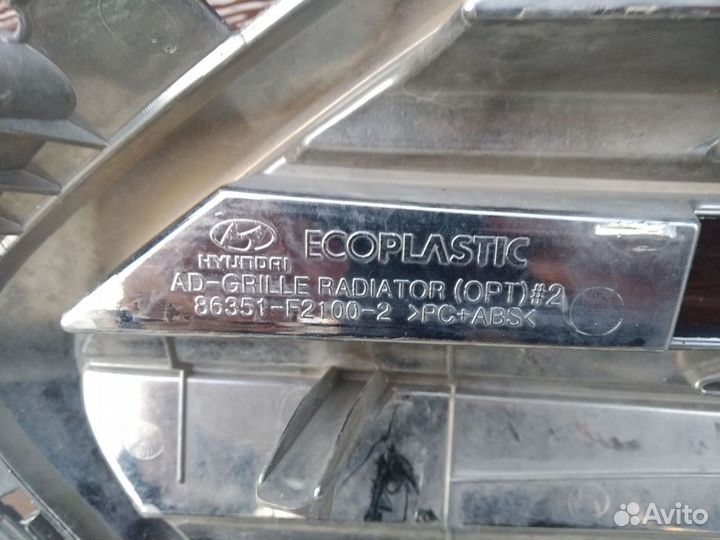 HYUNDAI ECOPLASTIC
AD-GRILLE RADIATOR (OPT)#2
86351-F2100-2 >PC+ABS<
Avito